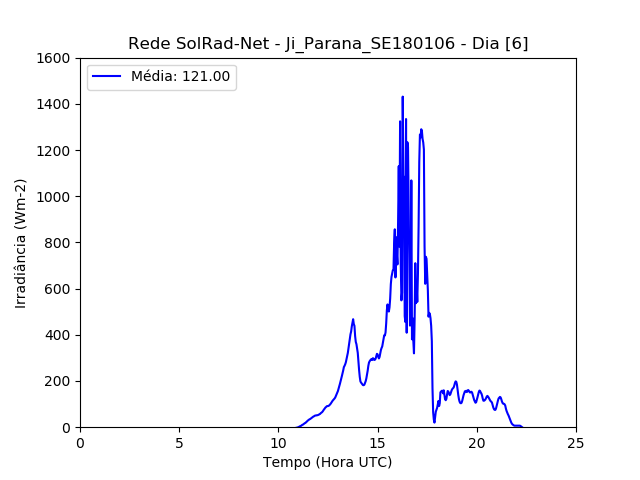 Rede SolRad-Net - Ji_Parana_SE180106 - Dia [6]
Média: 121.00
1600
1400
1200
1000
800
600
400
200
0
Irradiância (Wm-2)
0 5 10 15 20 25
Tempo (Hora UTC)